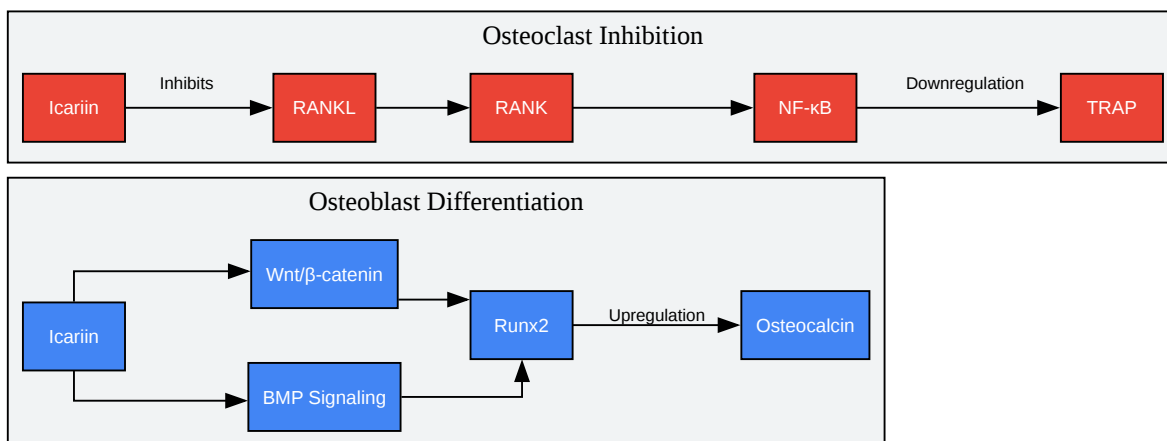 Osteoclast Inhibition
Icariin
Inhibits
RANKL
RANK
NF-κB
Downregulation
TRAP
Osteoblast Differentiation
Wnt/β-catenin
Icariin
Runx2
Upregulation
Osteocalcin
BMP Signaling